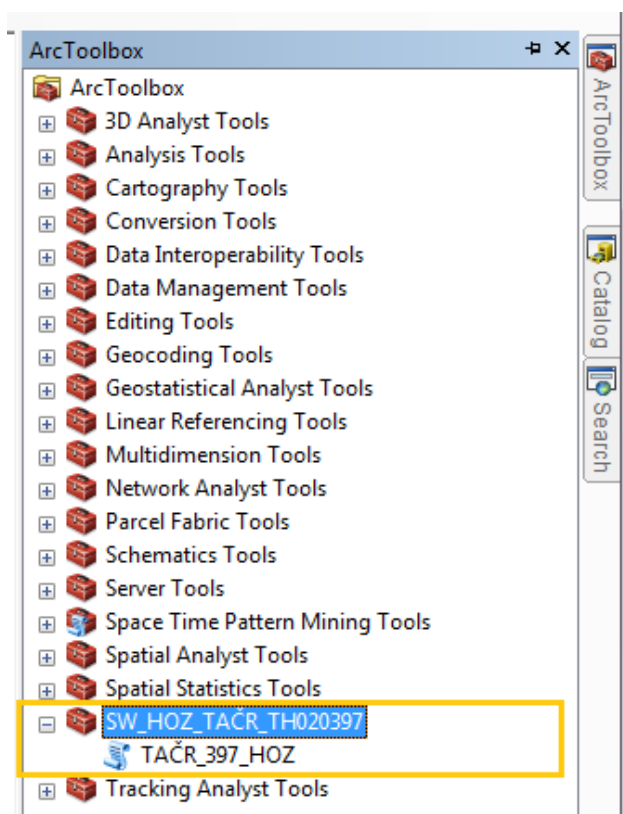 ArcToolbox
ArcToolbox
3D Analyst Tools
Analysis Tools
Cartography Tools
Conversion Tools
Data Interoperability Tools
Data Management Tools
Editing Tools
Geocoding Tools
Geostatistical Analyst Tools
Linear Referencing Tools
Multidimension Tools
Network Analyst Tools
Parcel Fabric Tools
Schematics Tools
Server Tools
Space Time Pattern Mining Tools
Spatial Analyst Tools
Spatial Statistics Tools
SW_HOZ_TAČR_TH020397
TAČR_397_HOZ
Tracking Analyst Tools
ArcToolbox
Catalog
Search